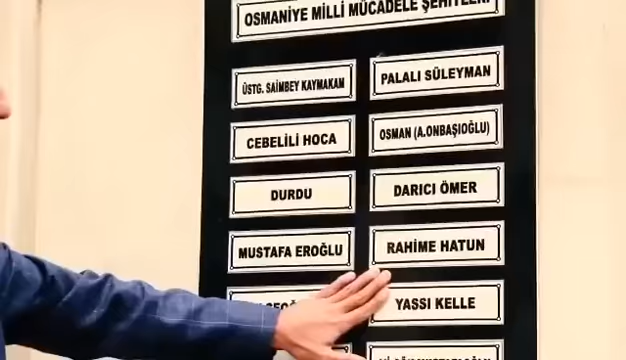 OSMANİYE MİLLİ MÜCADELE ŞEHİTLERİ
ÜSTG. SAİMBEY KAYMAKAM
PALALI SÜLEYMAN
CEBELİLİ HOCA
OSMAN (A.ONBAŞIOĞLU)
DURDU
DARICI ÖMER
MUSTAFA EROĞLU
RAHİME HATUN
YASSI KELLE